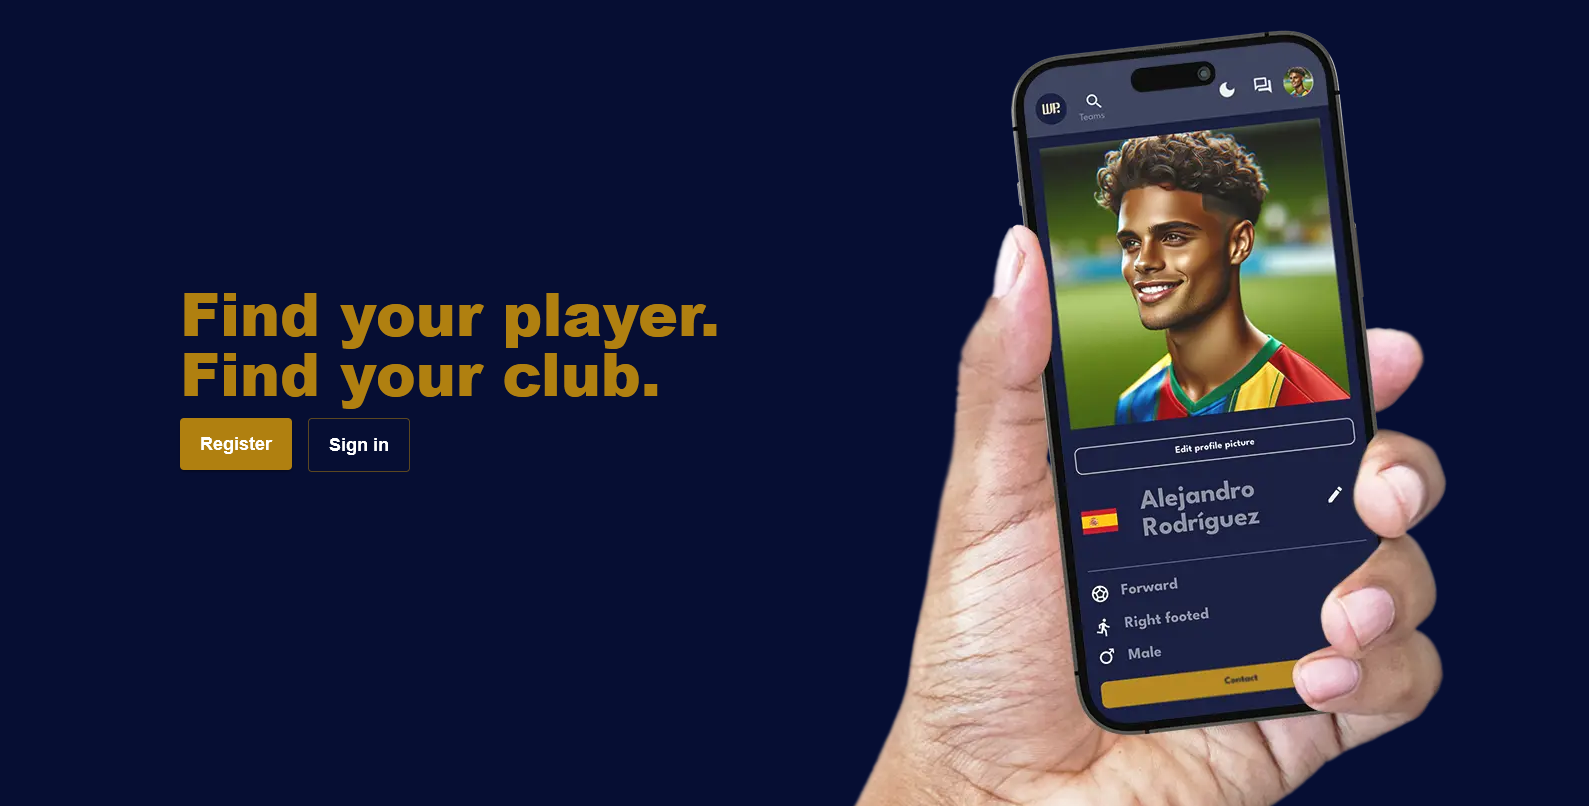 Find your player.
Find your club.
Register
Sign in
WP.
Teams
Edit profile picture
Alejandro
Rodríguez
Forward
Right footed
Male
Contact